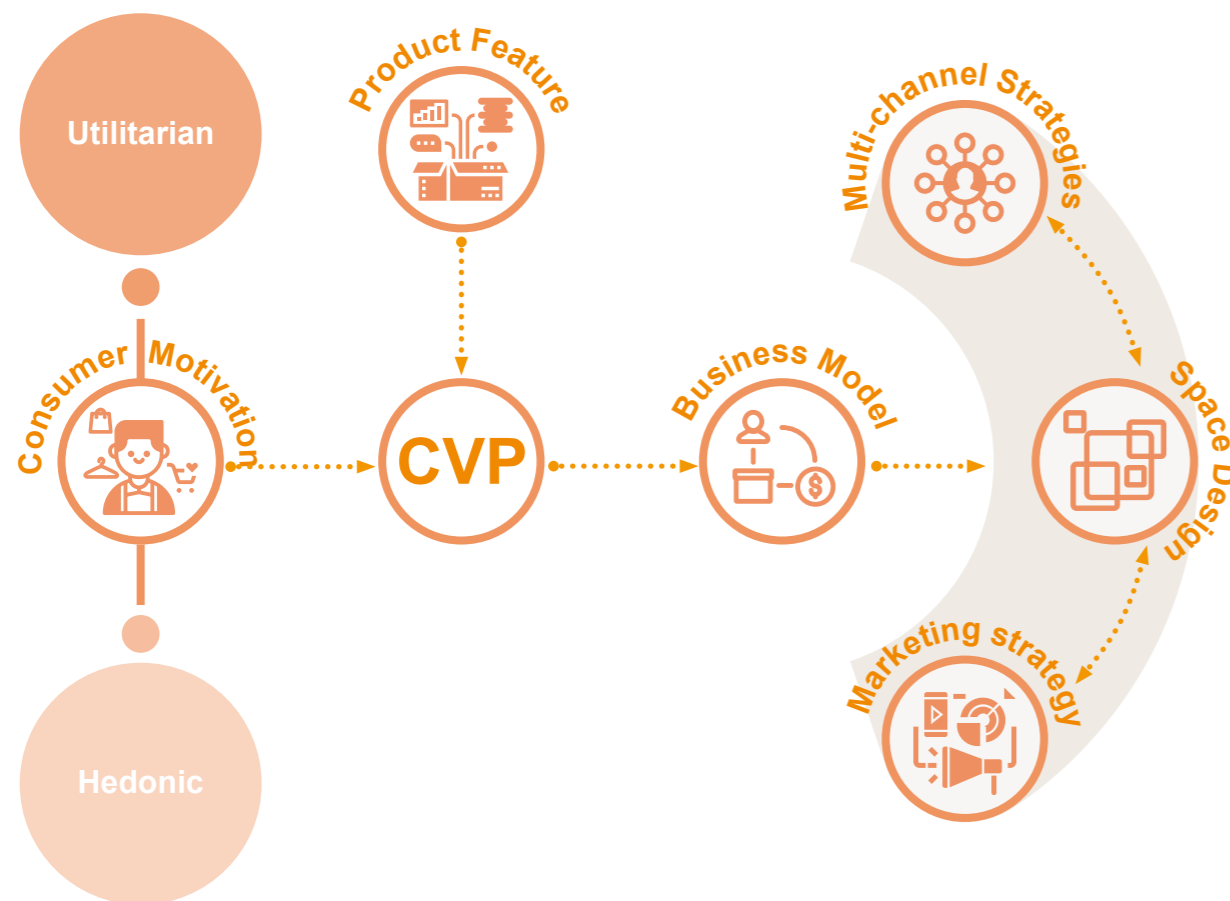 Utilitarian
Product Feature
Multi-channel Strategies
Consumer Motivation
CVP
Business Model
Space Design
Marketing strategy
Hedonic
$